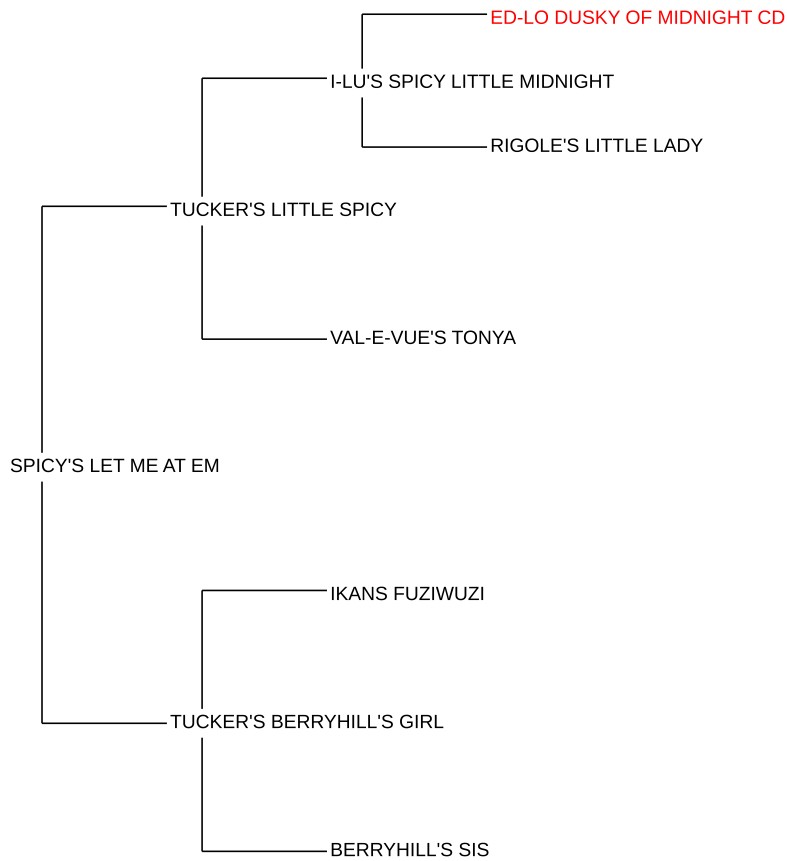 ED-LO DUSKY OF MIDNIGHT CD
I-LU'S SPICY LITTLE MIDNIGHT
RIGOLE'S LITTLE LADY
TUCKER'S LITTLE SPICY
VAL-E-VUE'S TONYA
SPICY'S LET ME AT EM
IKANS FUZIWUZI
TUCKER'S BERRYHILL'S GIRL
BERRYHILL'S SIS